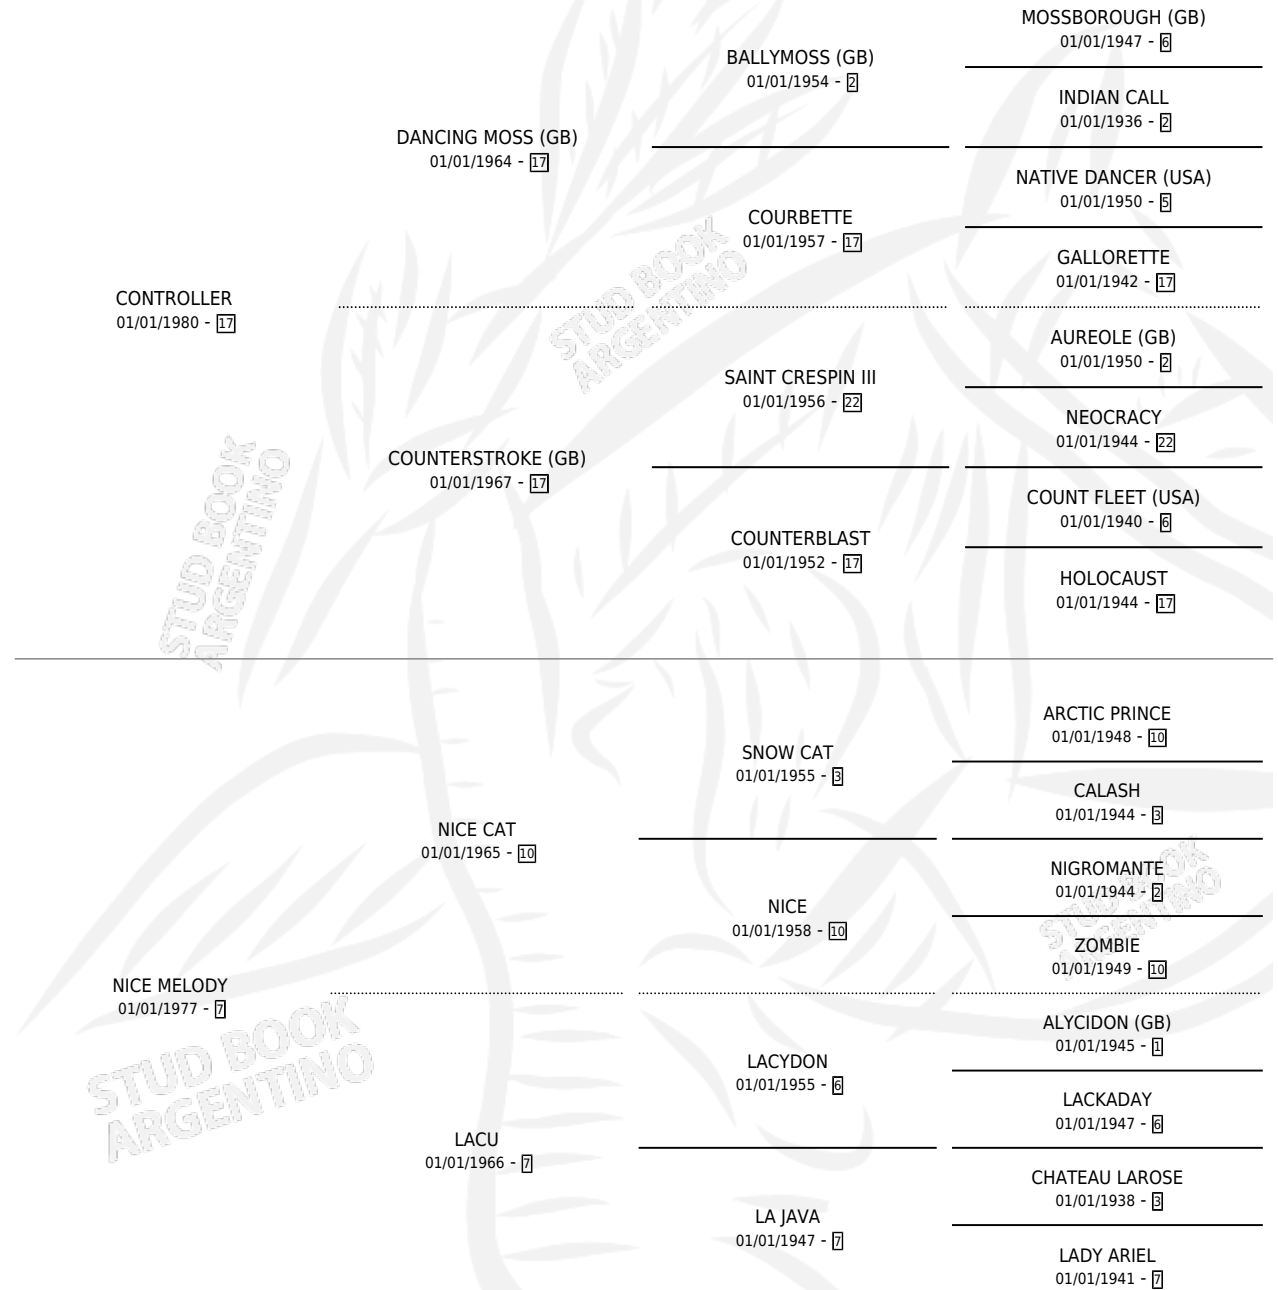 MOSSBOROUGH (GB)
01/01/1947 - 6
BALLYMOSS (GB)
01/01/1954 - 2
INDIAN CALL
01/01/1936 - 2
DANCING MOSS (GB)
01/01/1964 - 17
NATIVE DANCER (USA)
01/01/1950 - 5
COURBETTE
01/01/1957 - 17
GALLORETTE
01/01/1942 - 17
CONTROLLER
01/01/1980 - 17
STUD BOOK
ARGENTINO
AUREOLE (GB)
01/01/1950 - 2
SAINT CRESPIN III
01/01/1956 - 22
NEOCRACY
01/01/1944 - 22
COUNTERSTROKE (GB)
01/01/1967 - 17
COUNT FLEET (USA)
01/01/1940 - 6
COUNTERBLAST
01/01/1952 - 17
HOLOCAUST
01/01/1944 - 17
STUD BOOK
ARGENTINO
ARCTIC PRINCE
01/01/1948 - 10
SNOW CAT
01/01/1955 - 3
CALASH
01/01/1944 - 3
NICE CAT
01/01/1965 - 10
NIGROMANTE
01/01/1944 - 2
NICE
01/01/1958 - 10
STUD BOOK
ARGENTINO
ZOMBIE
01/01/1949 - 10
NICE MELODY
01/01/1977 - 7
STUD BOOK
ARGENTINO
ALYCIDON (GB)
01/01/1945 - 1
LACYDON
01/01/1955 - 6
LACKADAY
01/01/1947 - 6
LACU
01/01/1966 - 7
CHATEAU LAROSE
01/01/1938 - 3
LA JAVA
01/01/1947 - 7
LADY ARIEL
01/01/1941 - 7